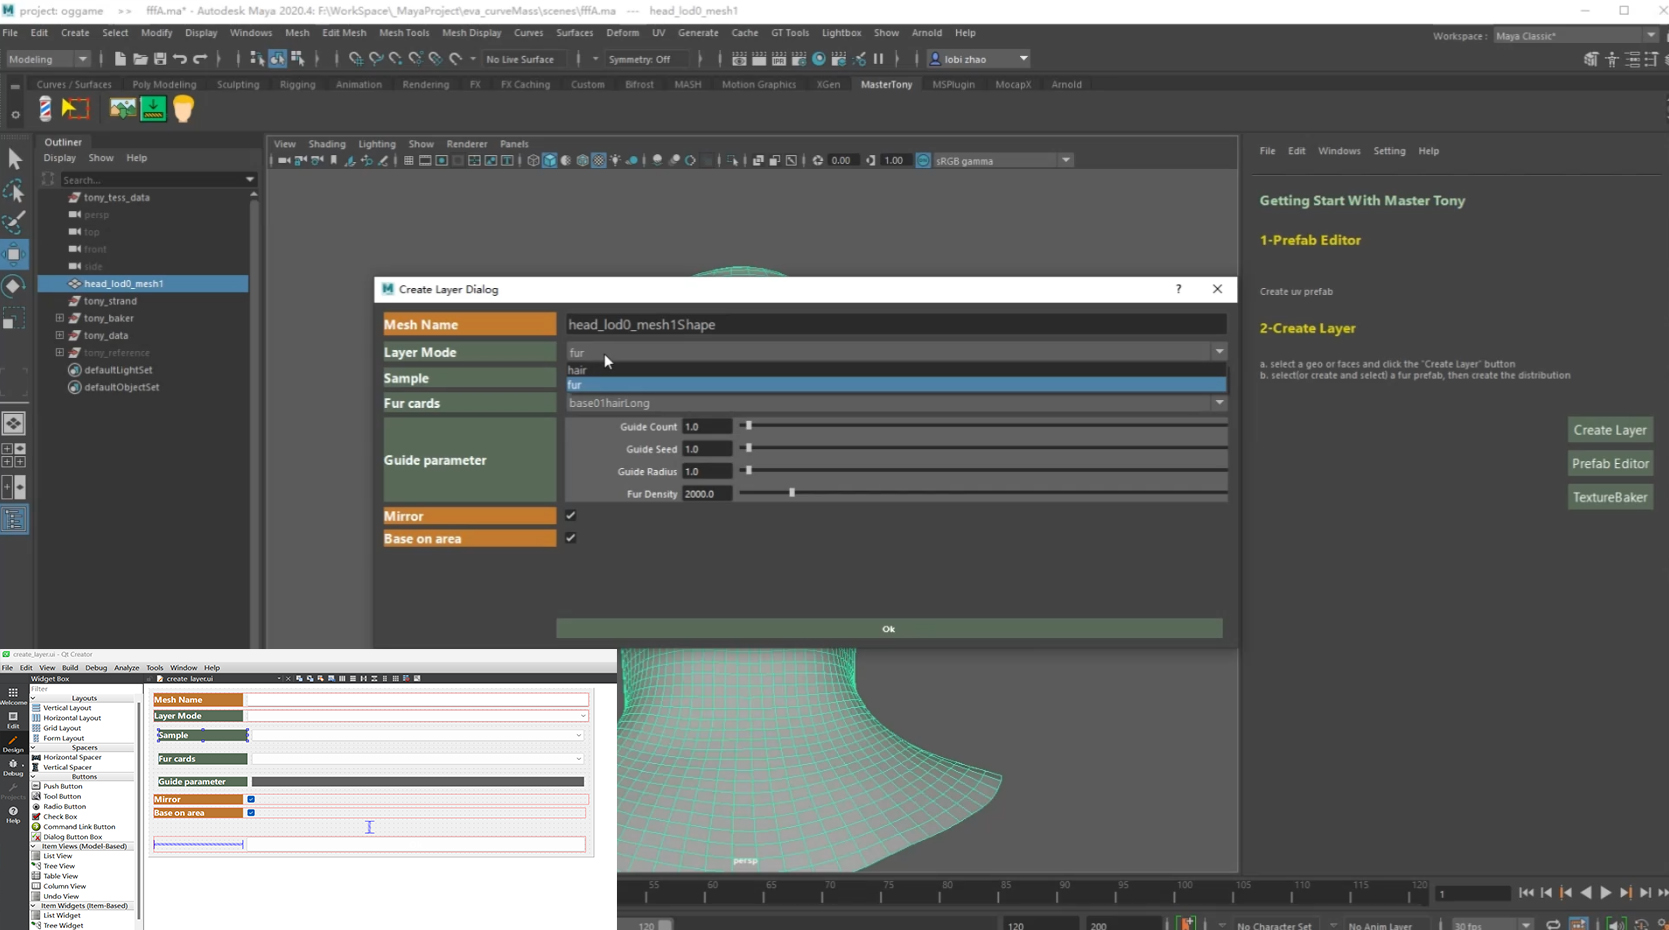 project: oggame >> fffA.ma* - Autodesk Maya 2020.4: F:\WorkSpace\_MayaProject\eva_curveMass\scenes\fffA.ma --- head_lod0_mesh1
File Edit Create Select Modify Display Windows Mesh Edit Mesh Mesh Tools Mesh Display Curves Surfaces Deform UV Generate Cache GT Tools Lightbox Show Arnold Help
Workspace : Maya Classic*
Modeling No Live Surface Symmetry: Off lobi zhao
Curves / Surfaces Poly Modeling Sculpting Rigging Animation Rendering FX FX Caching Custom Bifrost MASH Motion Graphics XGen MasterTony MSPlugin MocapX Arnold
Outliner
Display Show Help
Search...
tony_tess_data
persp
top
front
side
head_lod0_mesh1
tony_strand
tony_baker
tony_data
tony_reference
defaultLightSet
defaultObjectSet
View Shading Lighting Show Renderer Panels
0.00 1.00 sRGB gamma
Create Layer Dialog ?
Mesh Name head_lod0_mesh1Shape
Layer Mode fur
hair
fur
Sample
Fur cards base01hairLong
Guide parameter
Guide Count 1.0
Guide Seed 1.0
Guide Radius 1.0
Fur Density 2000.0
Mirror
Base on area
Ok
File Edit Windows Setting Help
Getting Start With Master Tony
1-Prefab Editor
Create uv prefab
2-Create Layer
a. select a geo or faces and click the "Create Layer" button
b. select(or create and select) a fur prefab, then create the distribution
Create Layer
Prefab Editor
TextureBaker
create_layer.ui - Qt Creator
File Edit View Build Debug Analyze Tools Window Help
Widget Box
create_layer.ui
Filter
Layouts
Vertical Layout
Horizontal Layout
Grid Layout
Form Layout
Spacers
Horizontal Spacer
Vertical Spacer
Buttons
Push Button
Tool Button
Radio Button
Check Box
Command Link Button
Dialog Button Box
Item Views (Model-Based)
List View
Tree View
Table View
Column View
Undo View
Item Widgets (Item-Based)
List Widget
Tree Widget
Welcome
Edit
Design
Debug
Projects
Help
Mesh Name
Layer Mode
Sample
Fur cards
Guide parameter
Mirror
Base on area
persp
55 60 65 70 75 80 85 90 95 100 105 110 115 120
1
120 120 200 No Character Set No Anim Layer 30 fps